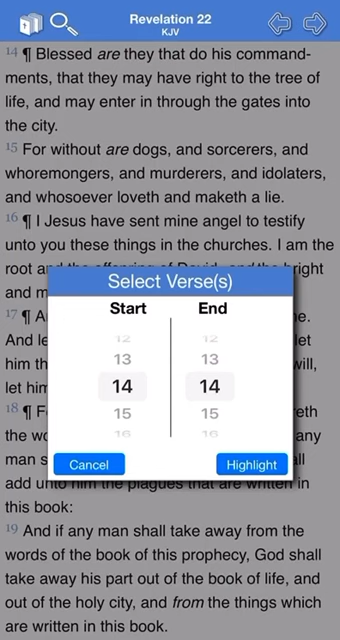 Revelation 22
KJV
14 ¶ Blessed are they that do his command-
ments, that they may have right to the tree of
life, and may enter in through the gates into
the city.
15 For without are dogs, and sorcerers, and
whoremongers, and murderers, and idolaters,
and whosoever loveth and maketh a lie.
16 ¶ I Jesus have sent mine angel to testify
unto you these things in the churches. I am the
root and the offspring of David, and the bright
and m
Select Verse(s)
Start End
12 12
13 13
14 14
15 15
16 16
Cancel Highlight
17 ¶ A e.
And le let
him th will,
let him
18 ¶ F reth
the wo any
man s all
add unto him the plagues that are written in
this book:
19 And if any man shall take away from the
words of the book of this prophecy, God shall
take away his part out of the book of life, and
out of the holy city, and from the things which
are written in this book.